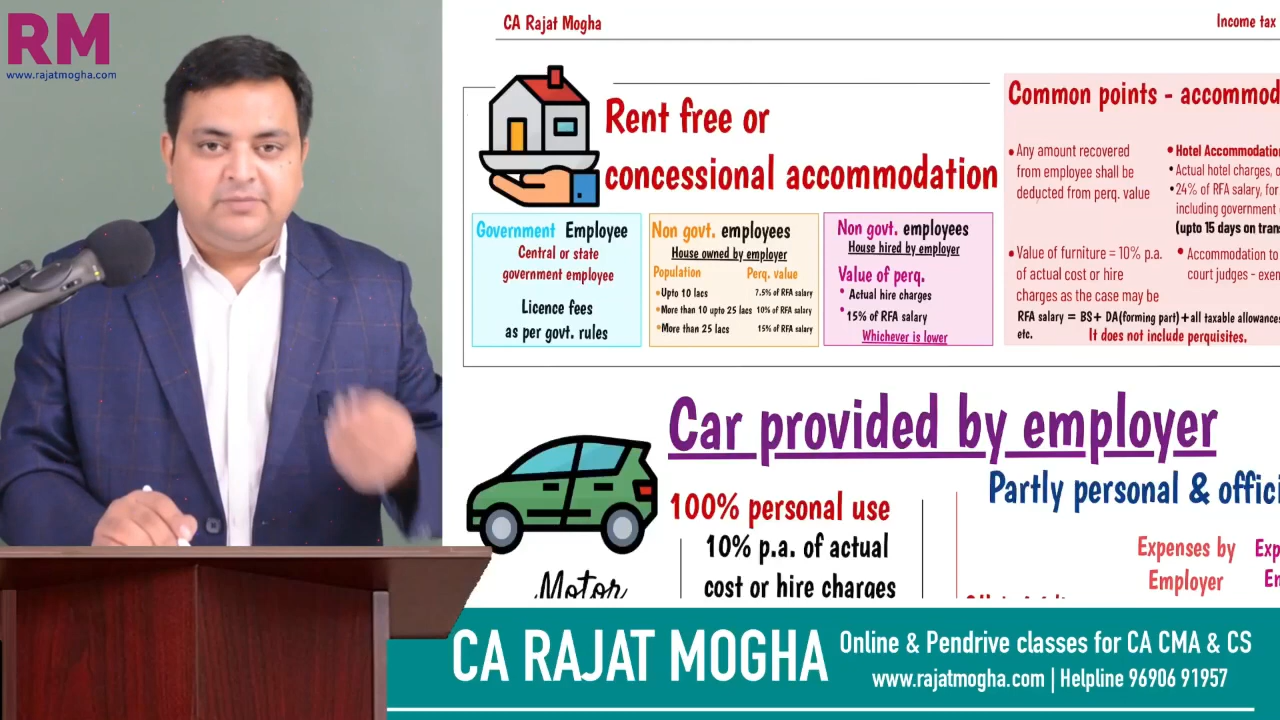 RM
www.rajatmogha.com
CA Rajat Mogha
Income tax
Rent free or
concessional accommodation
Government Employee
Central or state
government employee
Licence fees
as per govt. rules
Non govt. employees
House owned by employer
Population Perq. value
•Upto 10 lacs 7.5% of RFA salary
•More than 10 upto 25 lacs 10% of RFA salary
•More than 25 lacs 15% of RFA salary
Non govt. employees
House hired by employer
Value of perq.
• Actual hire charges
• 15% of RFA salary
Whichever is lower
Common points - accommod
• Any amount recovered
from employee shall be
deducted from perq. value
• Value of furniture = 10% p.a.
of actual cost or hire
charges as the case may be
• Hotel Accommodation
• Actual hotel charges, o
• 24% of RFA salary, for
including government
(upto 15 days on tran
• Accommodation to
court judges - exe
RFA salary = BS+ DA(forming part)+all taxable allowances
etc.
It does not include perquisites.
Car provided by employer
100% personal use
10% p.a. of actual
cost or hire charges
Motor
Partly personal & offici
Expenses by
Employer
Exp
En
CA RAJAT MOGHA
Online & Pendrive classes for CA CMA & CS
www.rajatmogha.com | Helpline 96906 91957